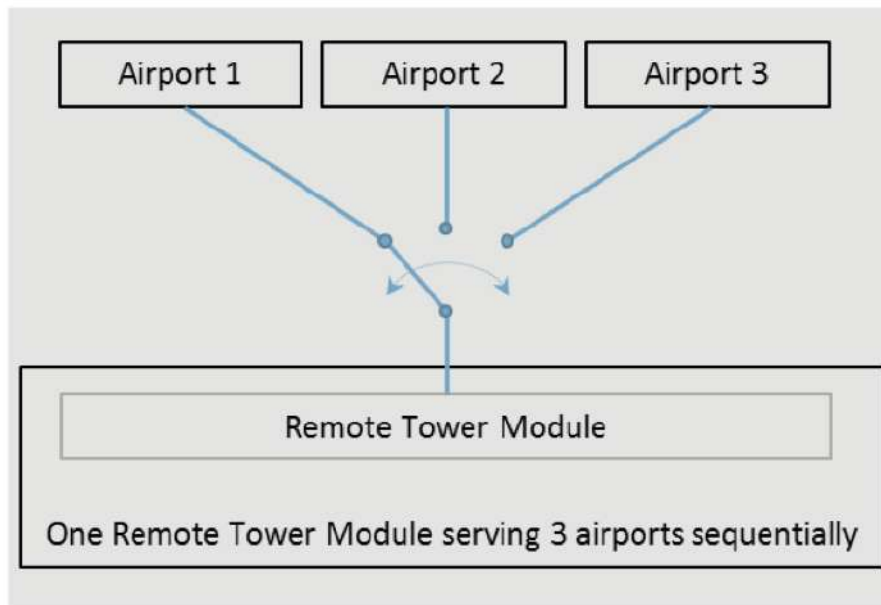 Airport 1
Airport 2
Airport 3
Remote Tower Module
One Remote Tower Module serving 3 airports sequentially